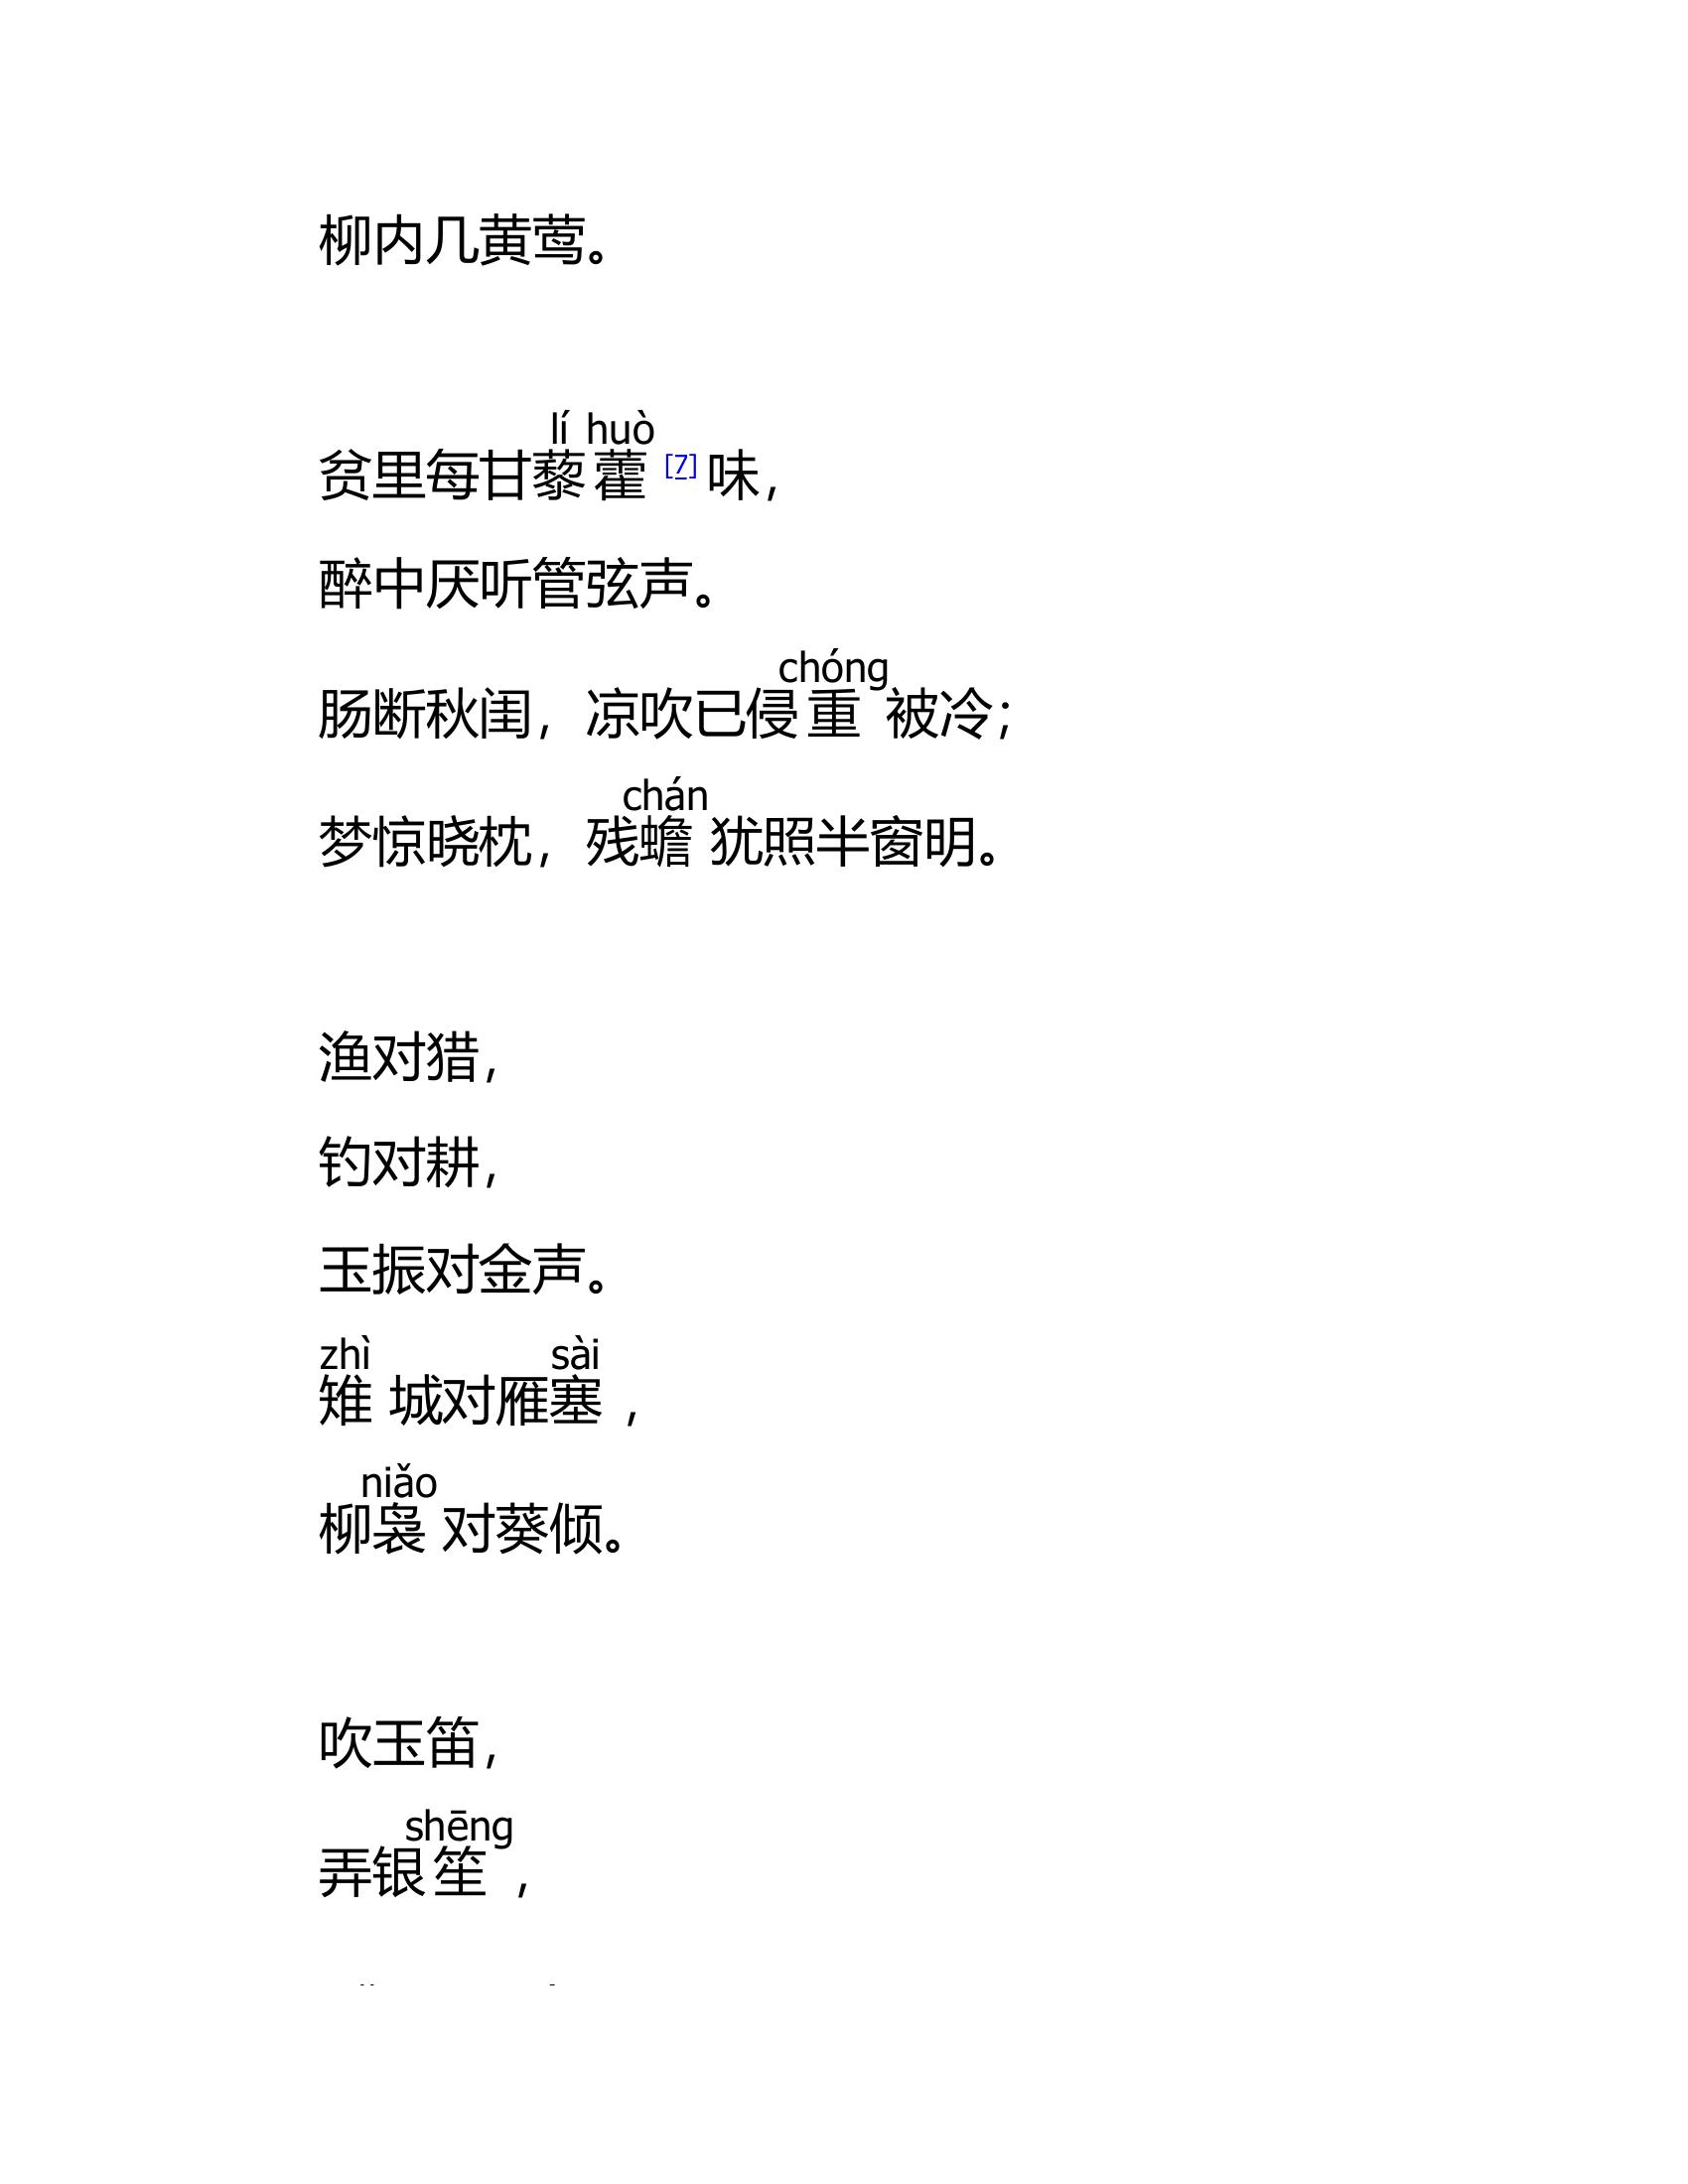 柳内几黄莺。
lí huò
贫里每甘藜藿[7]味，
醉中厌听管弦声。
chóng
肠断秋闺，凉吹已侵重被冷；
chán
梦惊晓枕，残蟾犹照半窗明。
渔对猎，
钓对耕，
玉振对金声。
zhì sài
雉城对雁塞，
niǎo
柳袅对葵倾。
吹玉笛，
shēng
弄银笙，